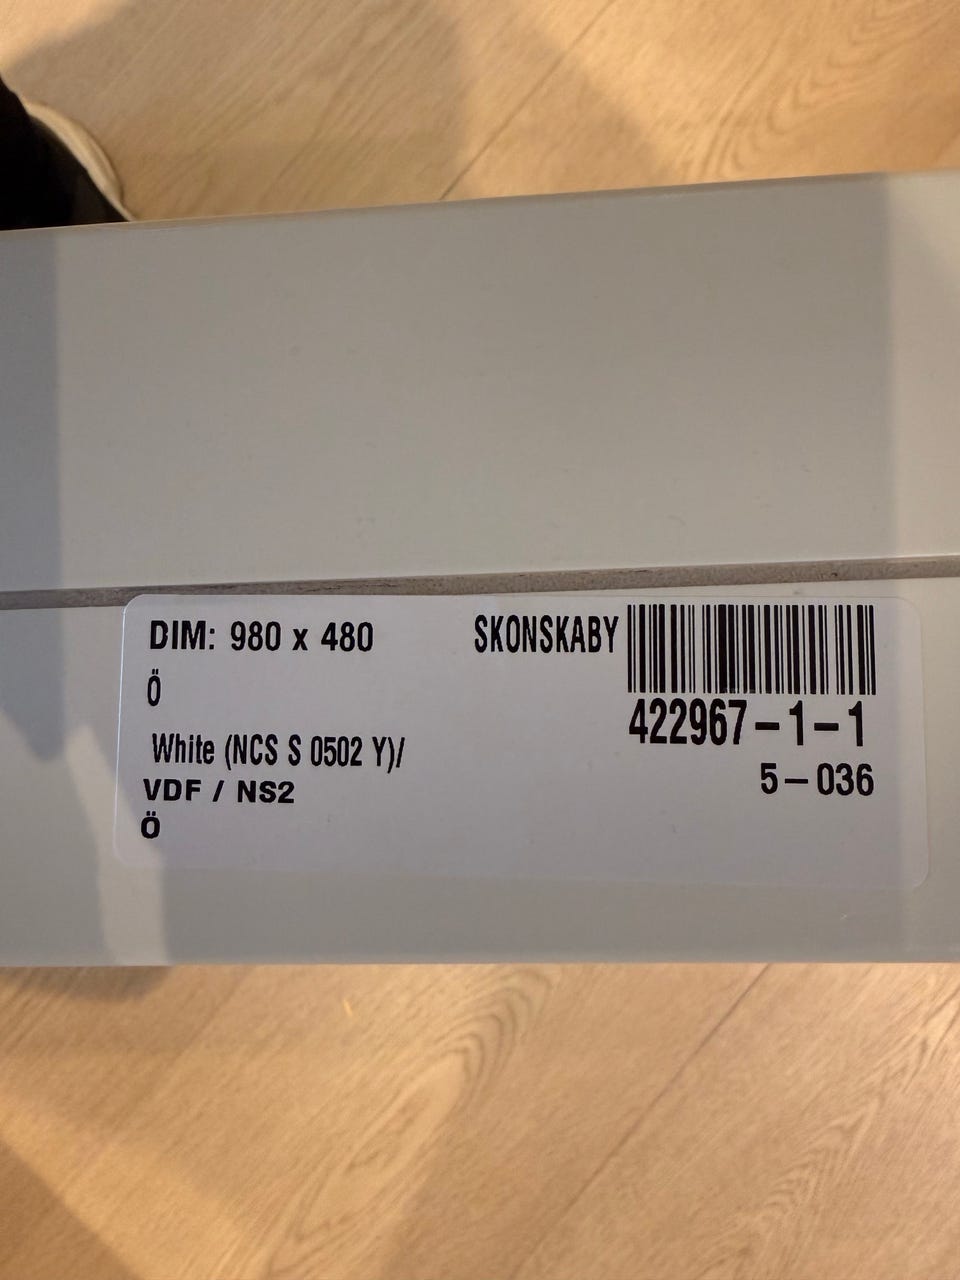 DIM: 980 x 480 SKONSKABY
Ö
422967-1-1
White (NCS S 0502 Y)/
5-036
VDF / NS2
Ö